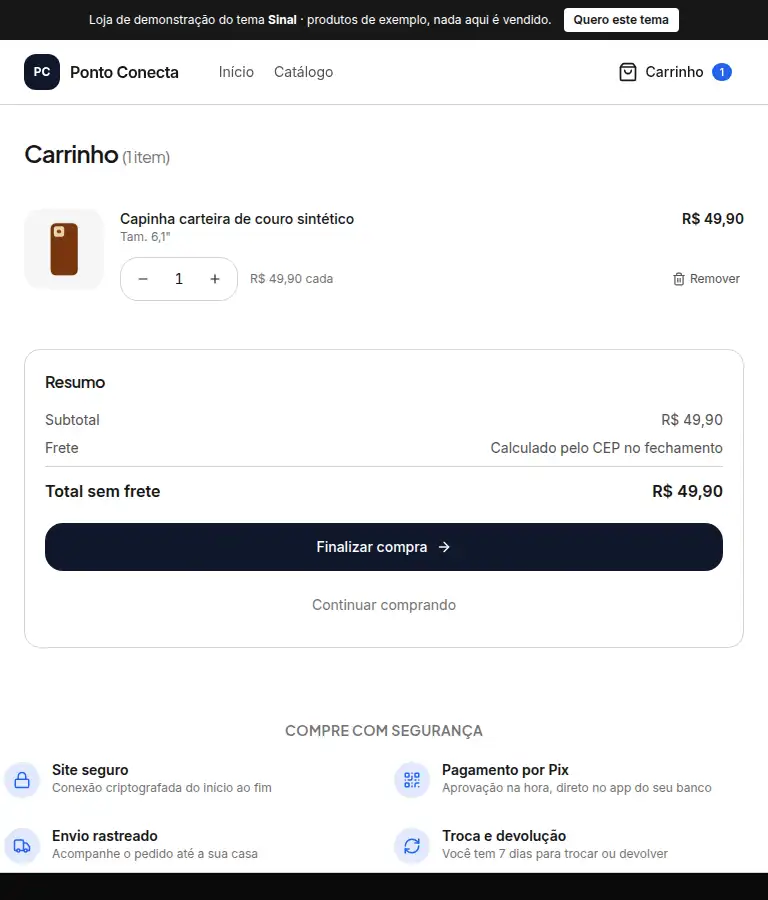 Loja de demonstração do tema Sinal · produtos de exemplo, nada aqui é vendido. Quero este tema
PC Ponto Conecta Início Catálogo Carrinho 1
Carrinho (1 item)
Capinha carteira de couro sintético R$ 49,90
Tam. 6,1"
− 1 + R$ 49,90 cada Remover
Resumo
Subtotal R$ 49,90
Frete Calculado pelo CEP no fechamento
Total sem frete R$ 49,90
Finalizar compra →
Continuar comprando
COMPRE COM SEGURANÇA
Site seguro
Conexão criptografada do início ao fim
Pagamento por Pix
Aprovação na hora, direto no app do seu banco
Envio rastreado
Acompanhe o pedido até a sua casa
Troca e devolução
Você tem 7 dias para trocar ou devolver